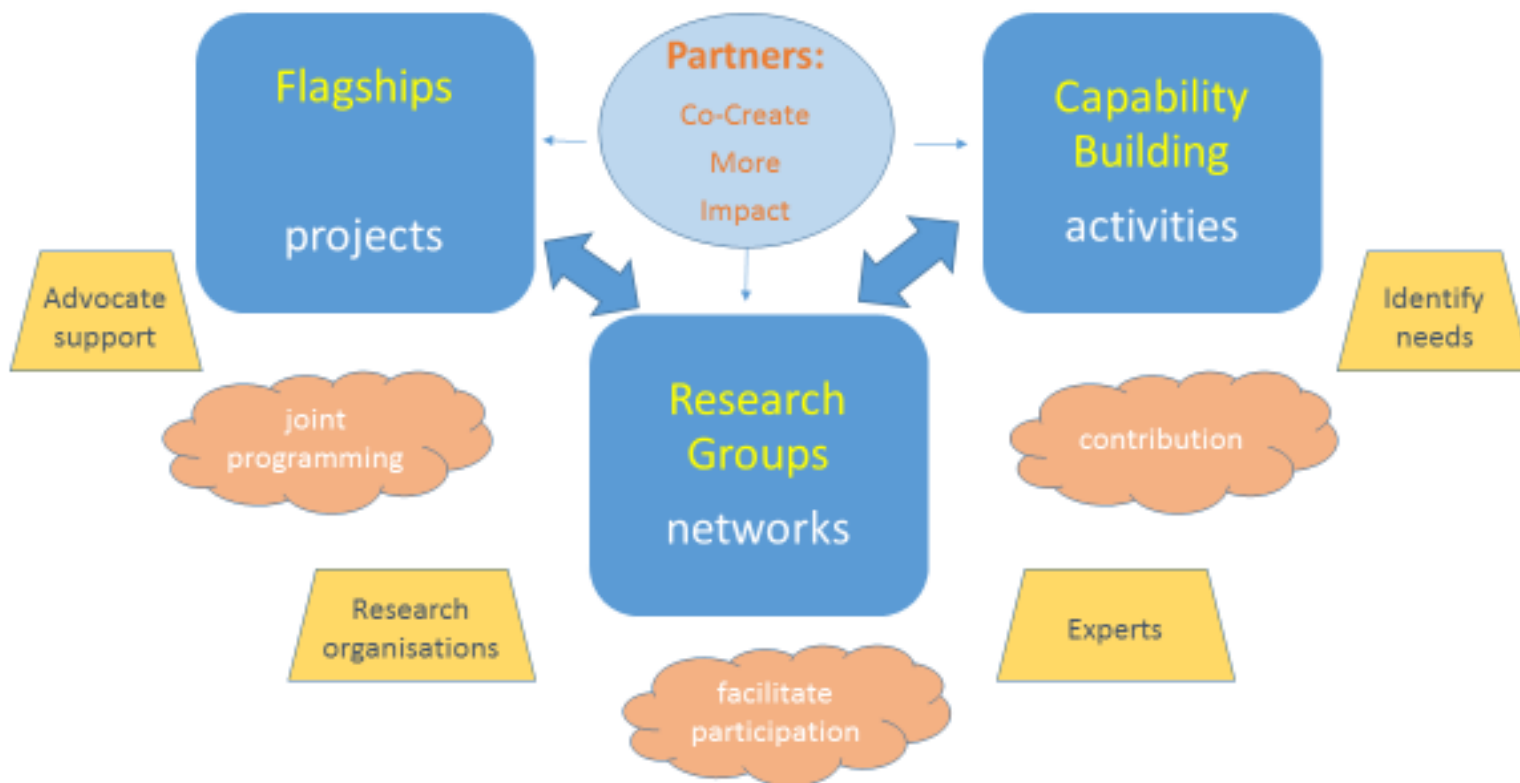 Flagships
projects
Partners:
Co-Create
More
Impact
Capability
Building
activities
Advocate
support
Identify
needs
joint
programming
Research
Groups
networks
contribution
Research
organisations
Experts
facilitate
participation